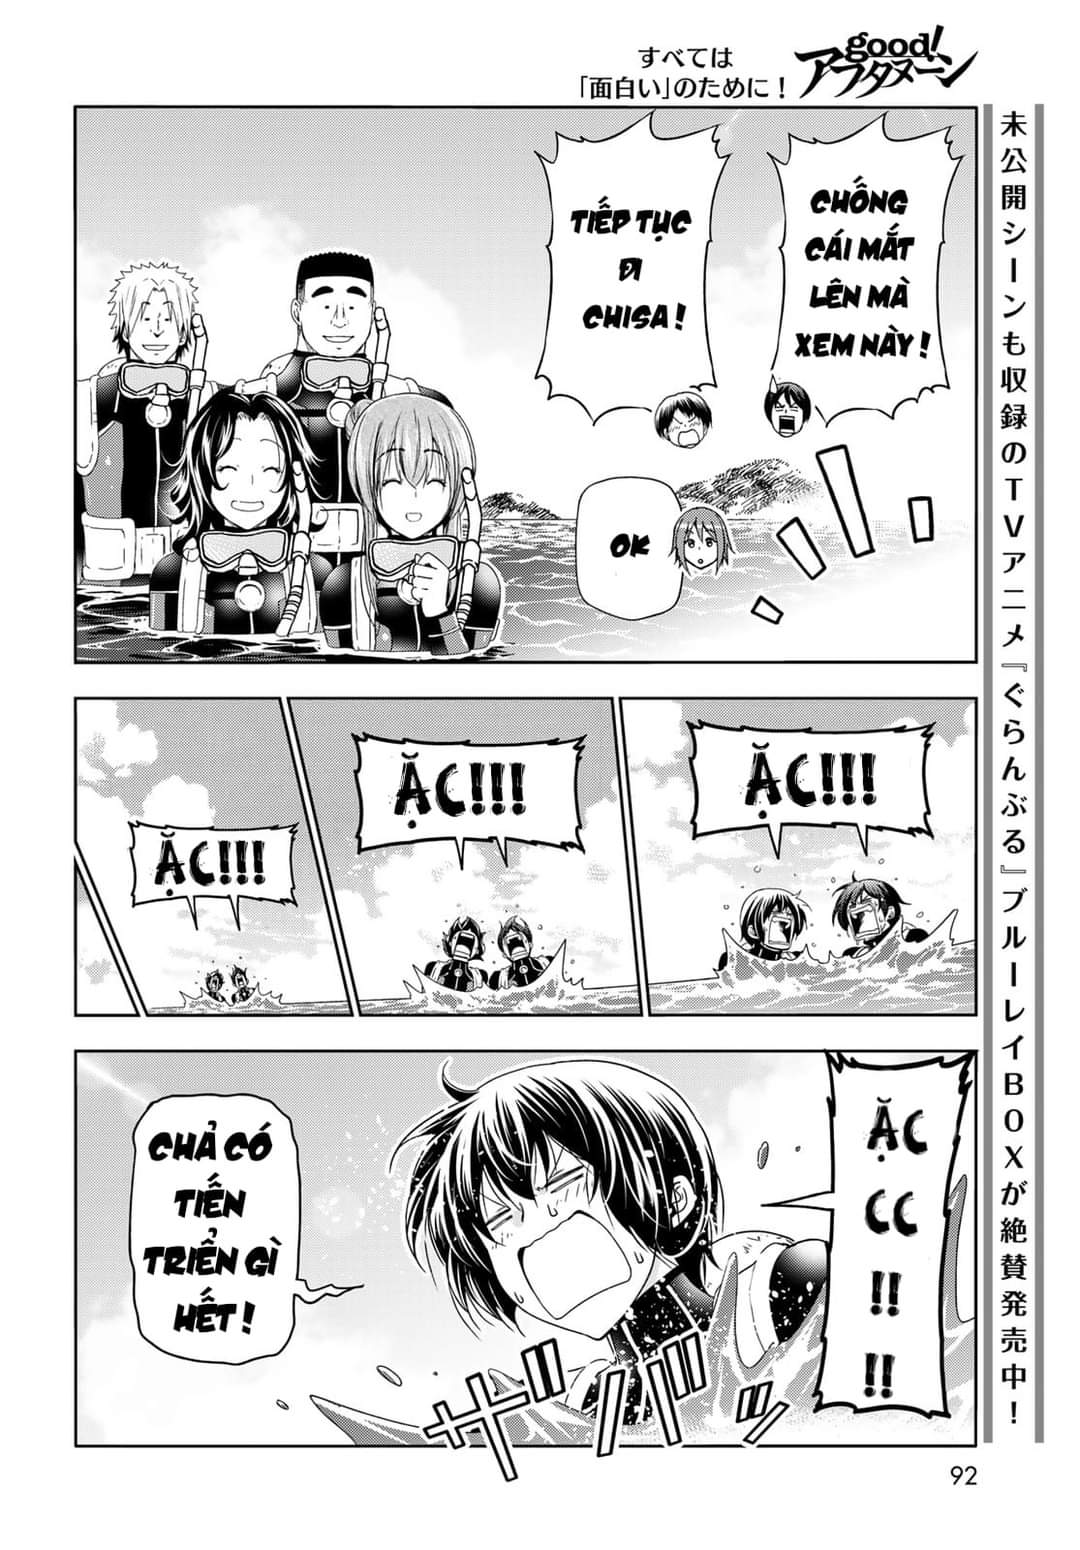 すべては
「面白い」のために！
good!
アフタヌーン
未公開シーンも収録のTVアニメ『ぐらんぶる』ブルーレイBOXが絶賛発売中！
CHỐNG
CÁI MẮT
LÊN MÀ
XEM NÀY!
TIẾP TỤC
ĐI
CHISA!
OK
ẶC!!!
ẶC!!!
ẶC!!!
ẶC
CC
!!
!!
CHẢ CÓ
TIẾN
TRIỂN GÌ
HẾT!
ザバッ
92